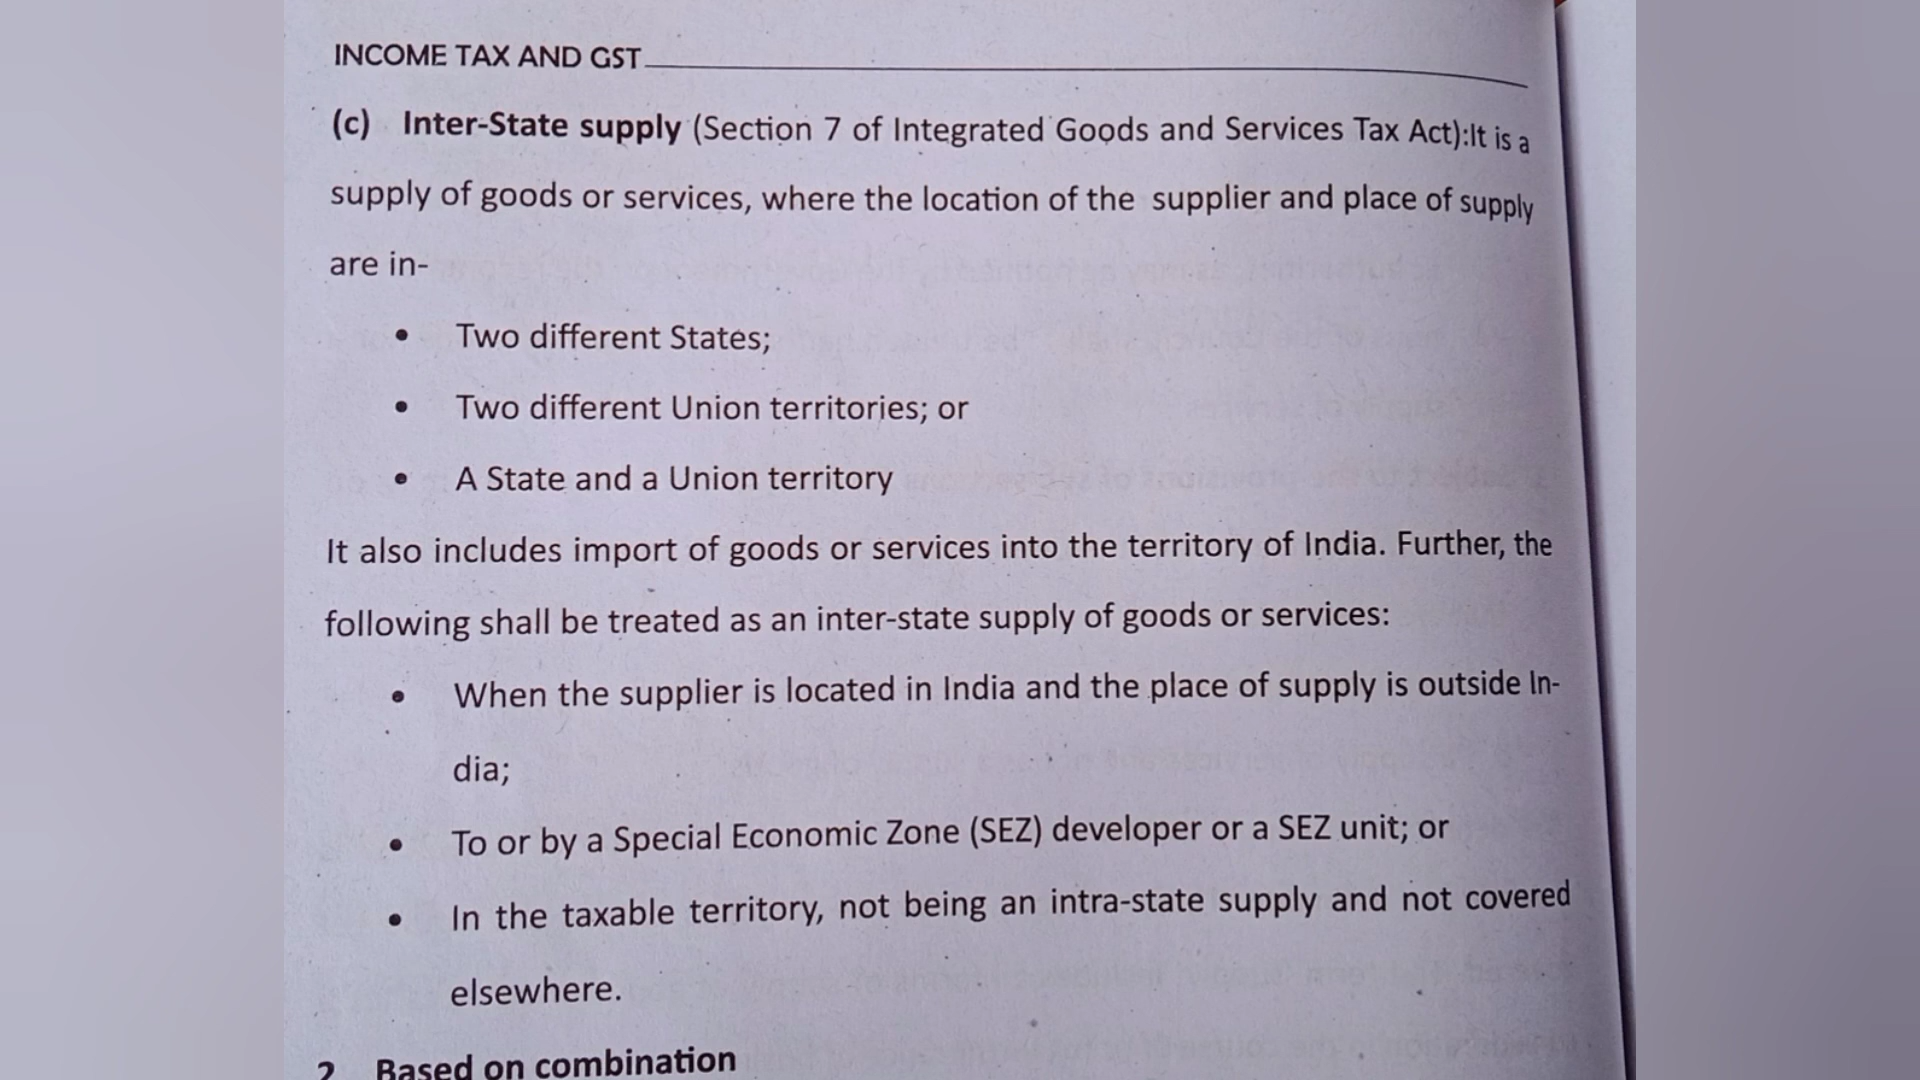 INCOME TAX AND GST
(c) Inter-State supply (Section 7 of Integrated Goods and Services Tax Act):It is a
supply of goods or services, where the location of the supplier and place of supply
are in-
• Two different States;
• Two different Union territories; or
• A State and a Union territory
It also includes import of goods or services into the territory of India. Further, the
following shall be treated as an inter-state supply of goods or services:
• When the supplier is located in India and the place of supply is outside In-
dia;
• To or by a Special Economic Zone (SEZ) developer or a SEZ unit; or
• In the taxable territory, not being an intra-state supply and not covered
elsewhere.
2 Based on combination